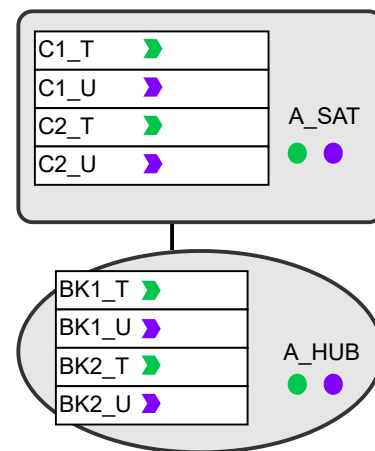 C1_T
C1_U
C2_T
C2_U
A_SAT
BK1_T
BK1_U
BK2_T
BK2_U
A_HUB